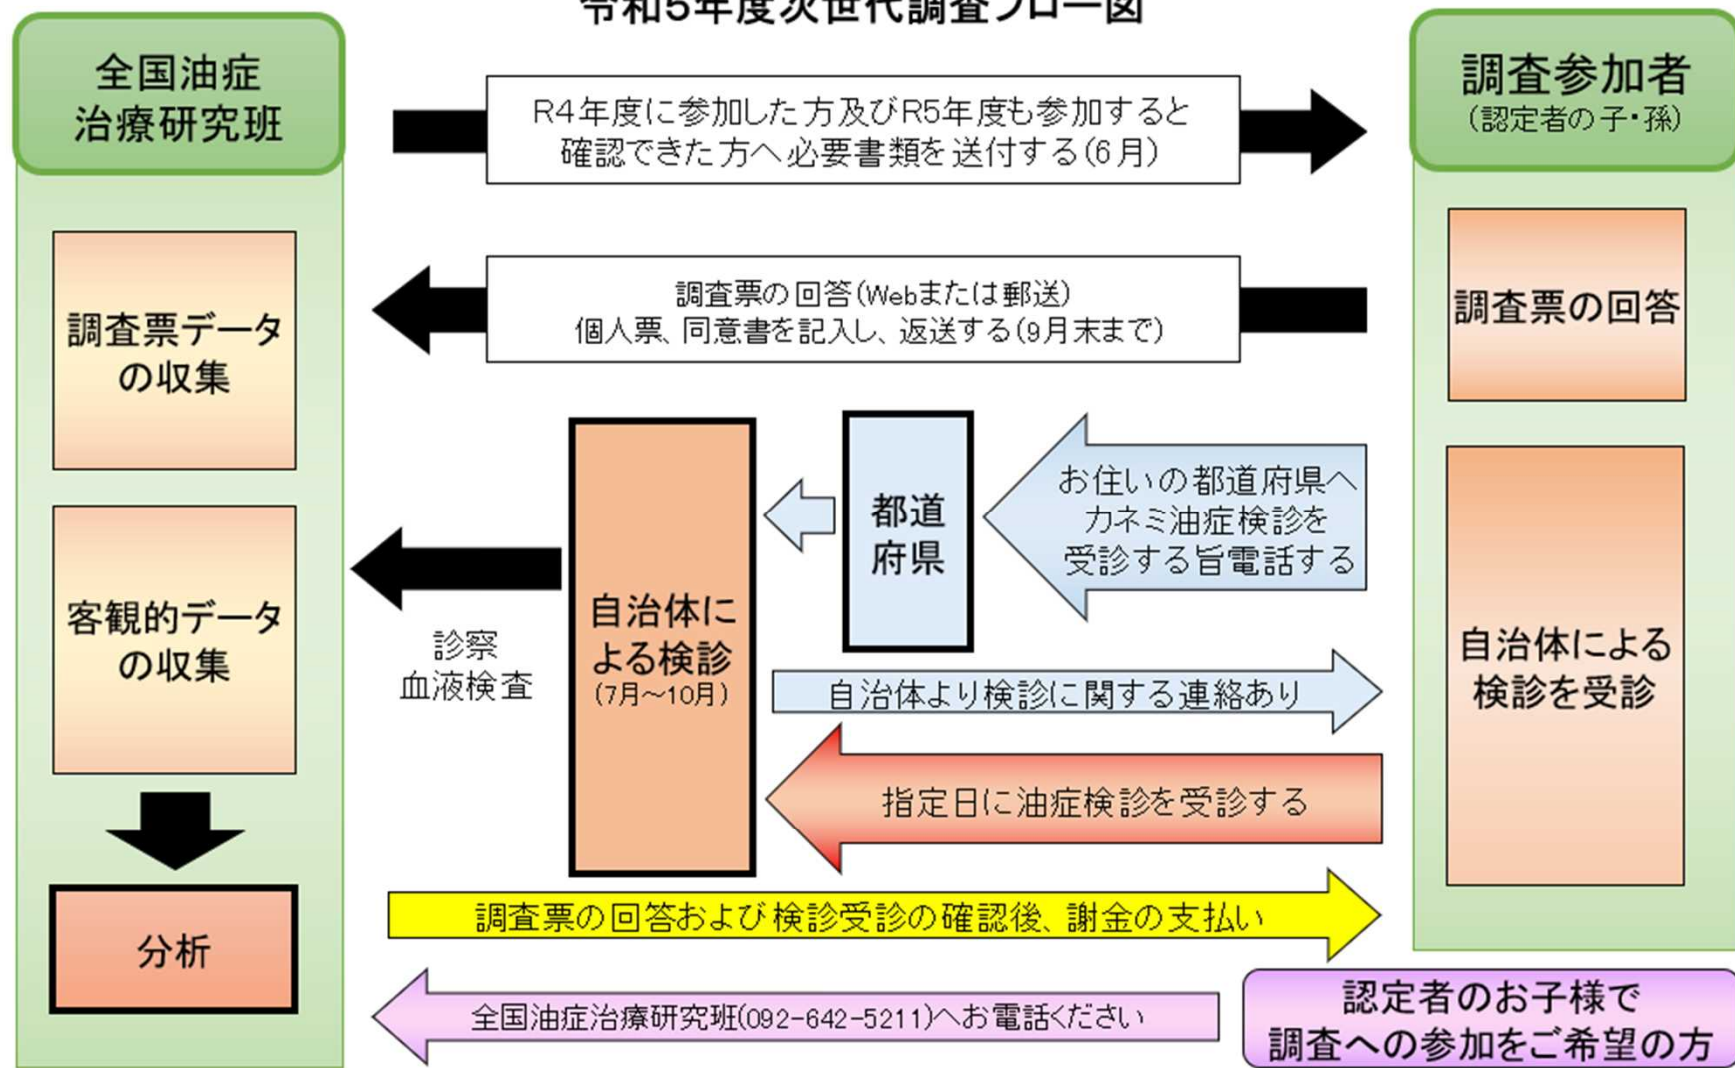 令和5年度次世代調査フロー図
全国油症
治療研究班
R4年度に参加した方及びR5年度も参加すると
確認できた方へ必要書類を送付する(6月)
調査参加者
(認定者の子・孫)
調査票データ
の収集
調査票の回答(Webまたは郵送)
個人票、同意書を記入し、返送する(9月末まで)
調査票の回答
お住いの都道府県へ
カネミ油症検診を
受診する旨電話する
都道
府県
自治体に
よる検診
(7月～10月)
客観的データ
の収集
診察
血液検査
自治体より検診に関する連絡あり
自治体による
検診を受診
指定日に油症検診を受診する
調査票の回答および検診受診の確認後、謝金の支払い
分析
全国油症治療研究班(092-642-5211)へお電話ください
認定者のお子様で
調査への参加をご希望の方